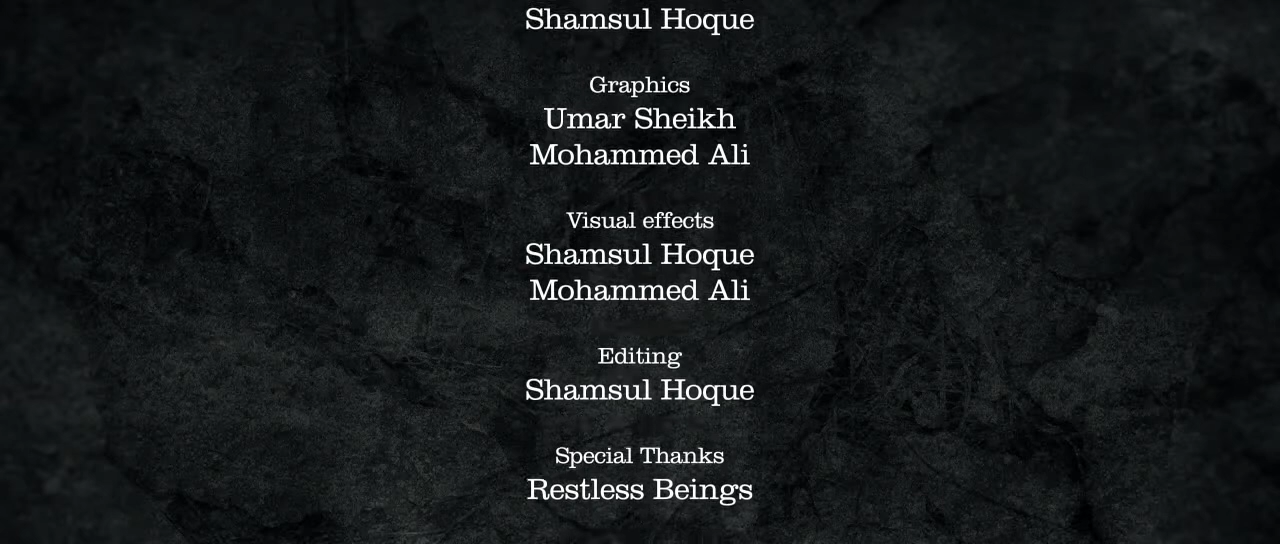 Shamsul Hoque
Graphics
Umar Sheikh
Mohammed Ali
Visual effects
Shamsul Hoque
Mohammed Ali
Editing
Shamsul Hoque
Special Thanks
Restless Beings